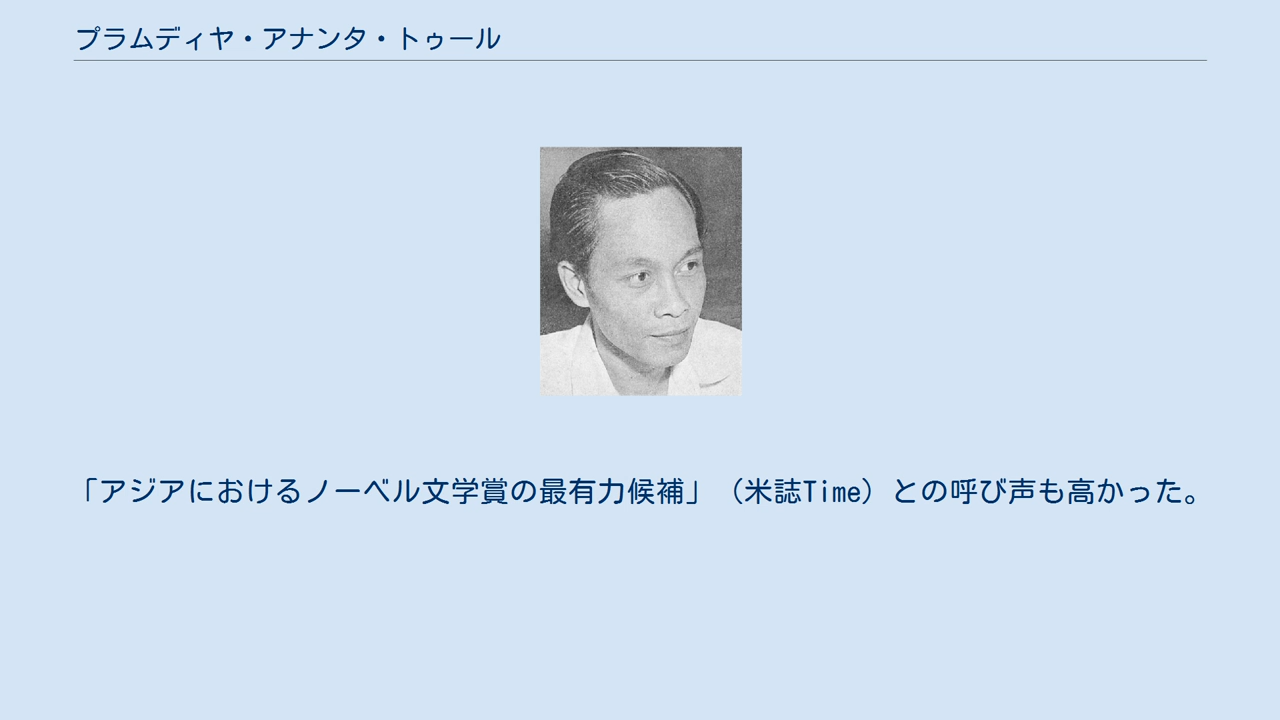 プラムディヤ・アナンタ・トゥール
「アジアにおけるノーベル文学賞の最有力候補」（米誌Time）との呼び声も高かった。